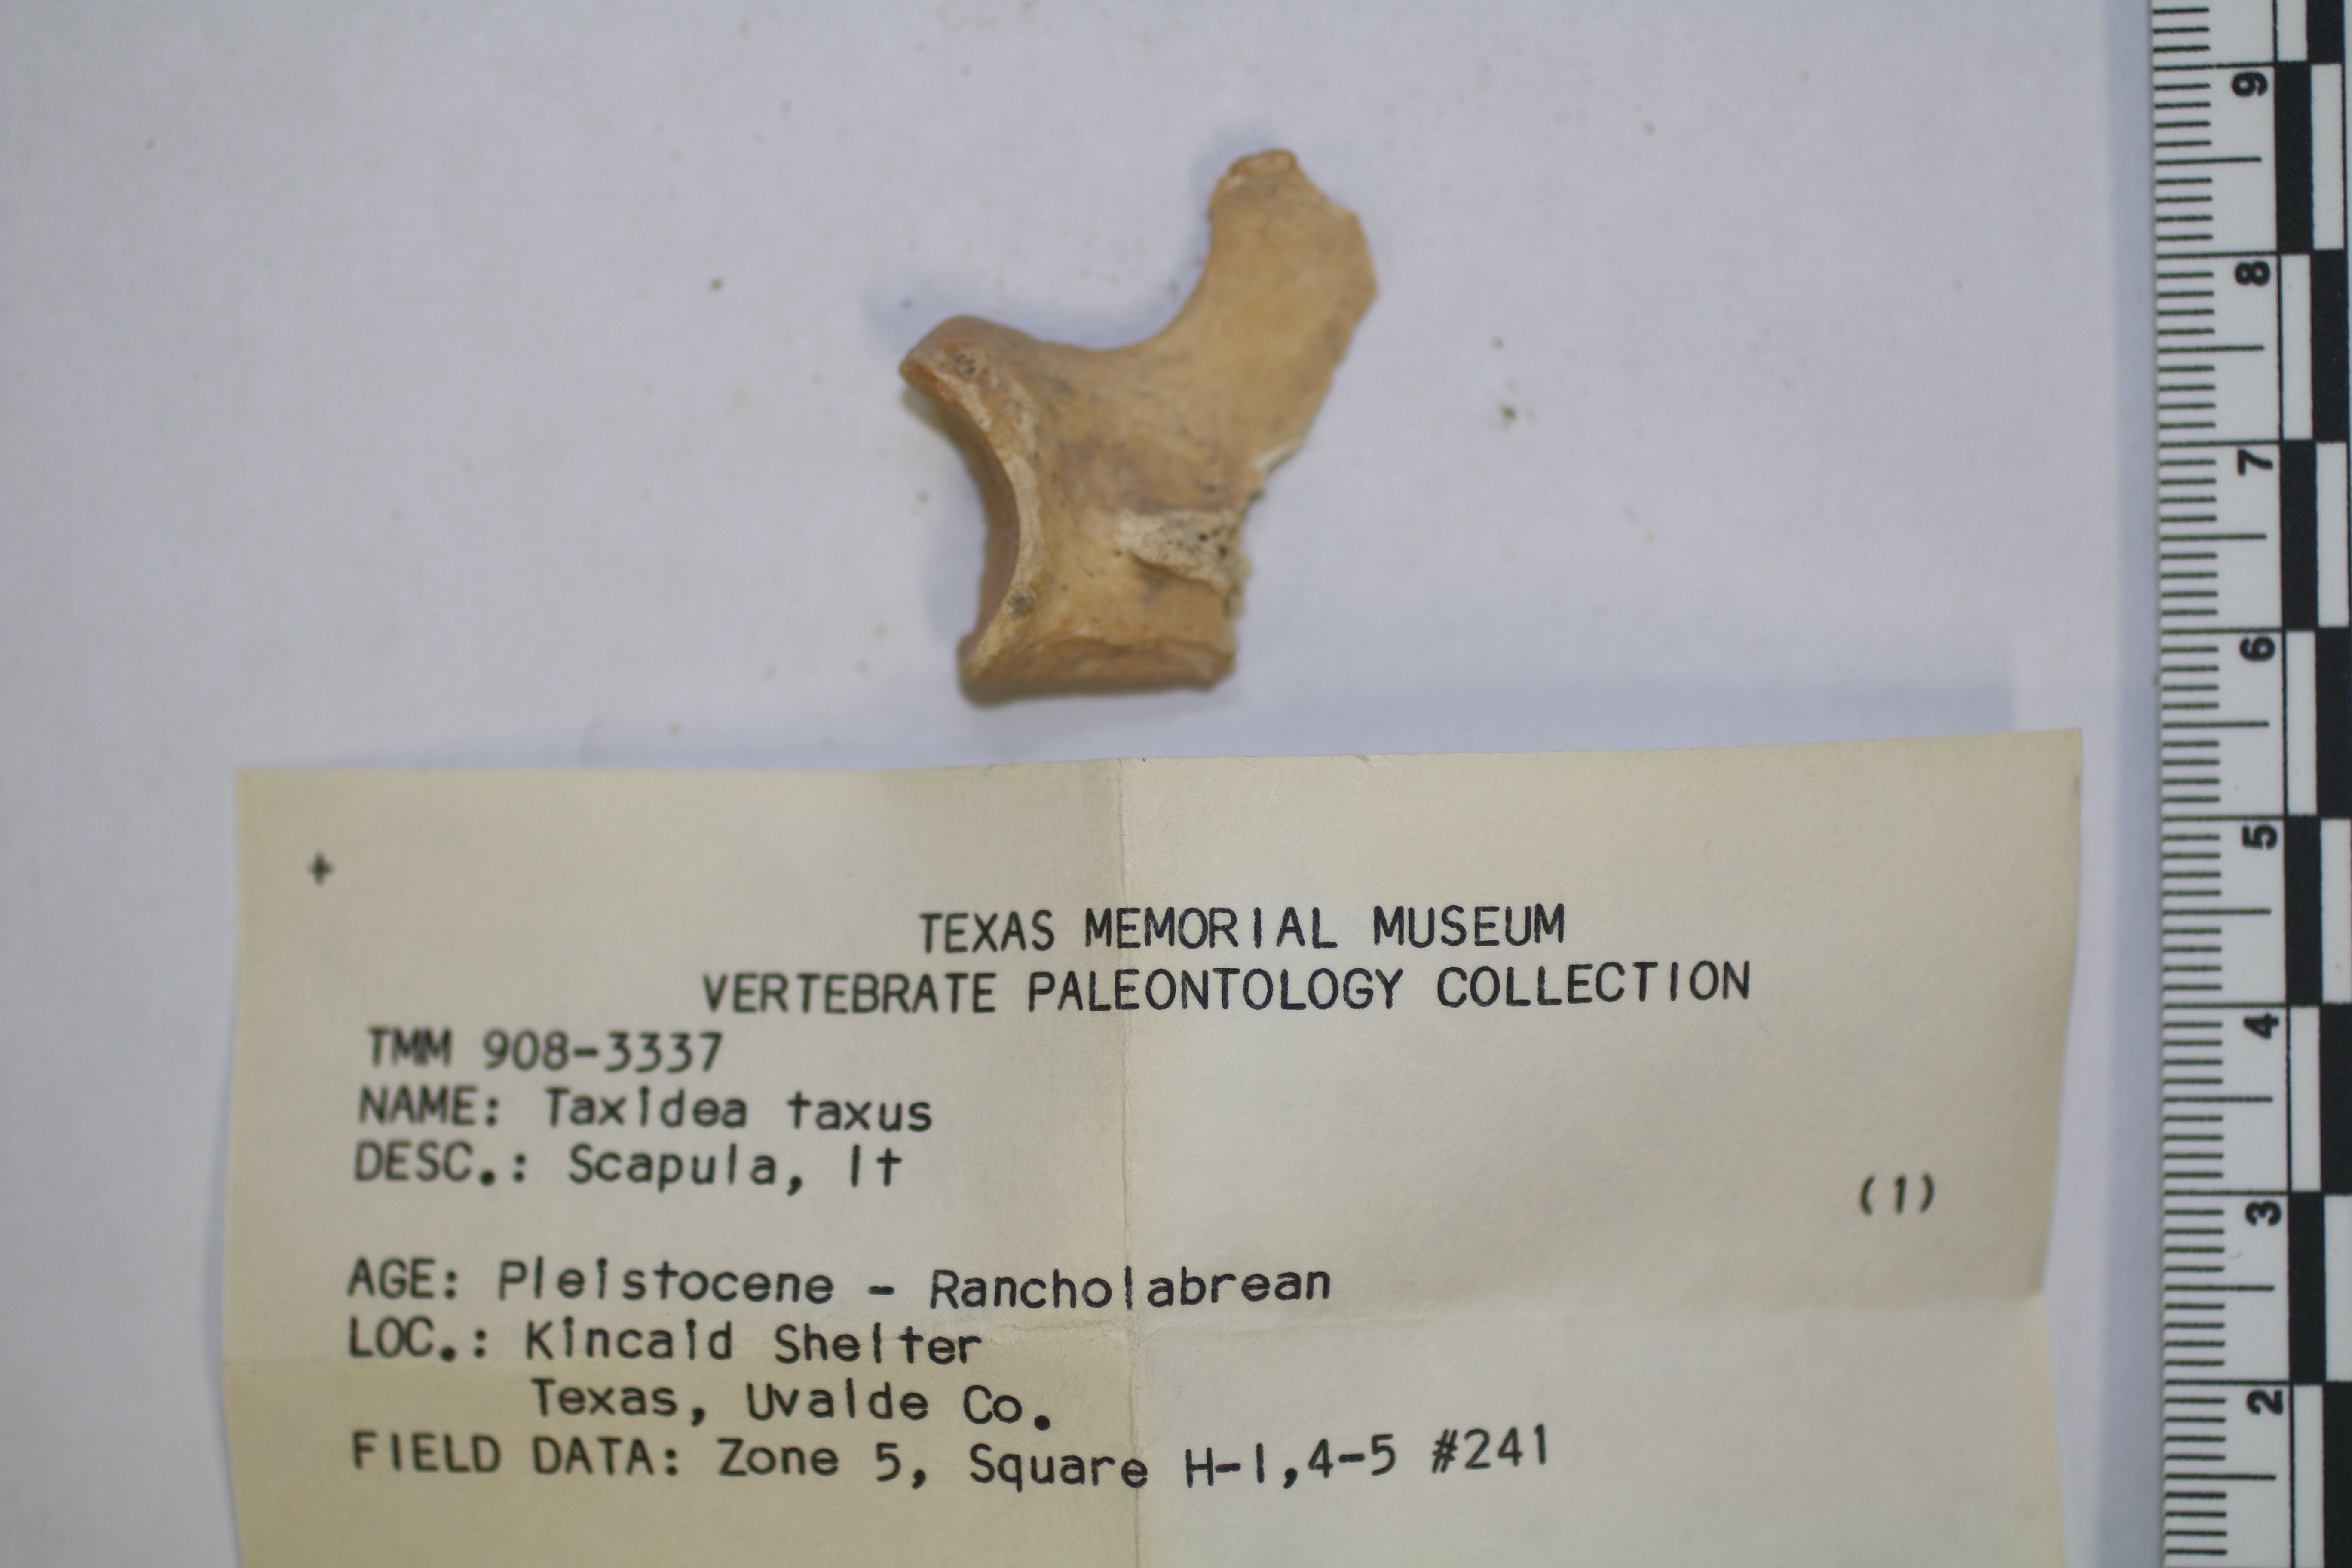 +
TEXAS MEMORIAL MUSEUM
VERTEBRATE PALEONTOLOGY COLLECTION
TMM 908-3337
NAME: Taxidea taxus
DESC.: Scapula, lt
(1)
AGE: Pleistocene - Rancholabrean
LOC.: Kincaid Shelter
Texas, Uvalde Co.
FIELD DATA: Zone 5, Square H-1,4-5 #241
9
8
7
6
5
4
3
2